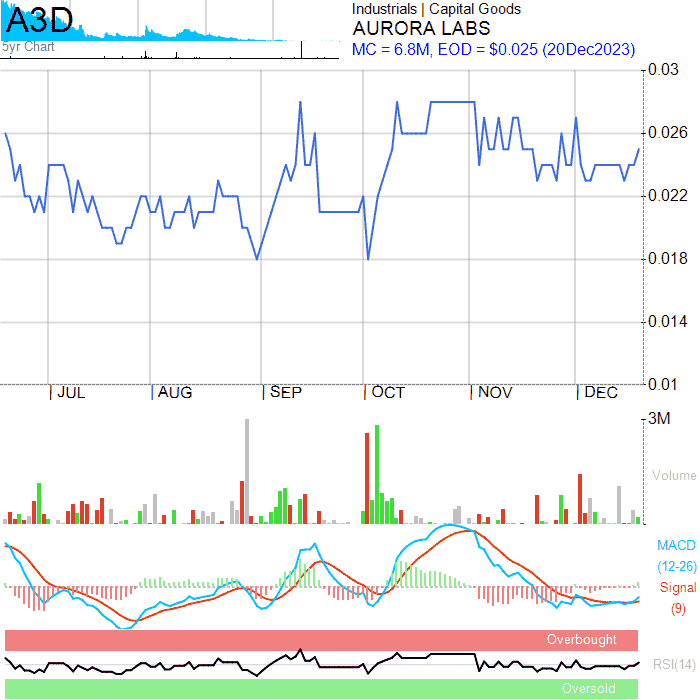 A3D
5yr Chart
Industrials | Capital Goods
AURORA LABS
MC = 6.8M, EOD = $0.025 (20Dec2023)
0.03
0.026
0.022
0.018
0.014
0.01
JUL AUG SEP OCT NOV DEC
3M
Volume
MACD
(12-26)
Signal
(9)
Overbought
RSI(14)
Oversold